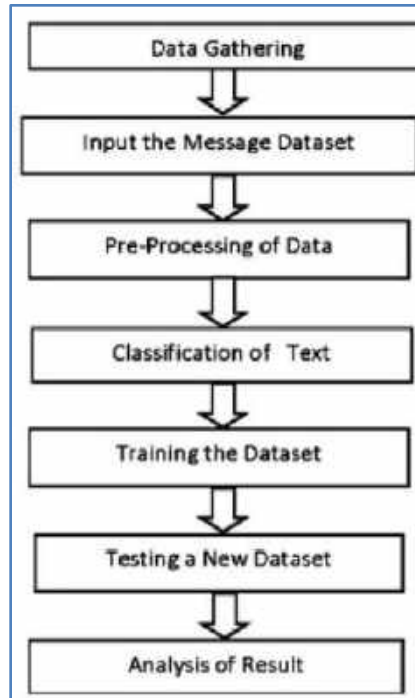 Data Gathering
Input the Message Dataset
Pre-Processing of Data
Classification of Text
Training the Dataset
Testing a New Dataset
Analysis of Result